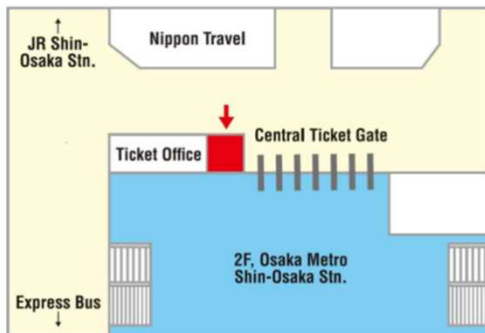 ↑
JR Shin-
Osaka Stn.
Nippon Travel
Ticket Office
Central Ticket Gate
2F, Osaka Metro
Shin-Osaka Stn.
Express Bus
↓